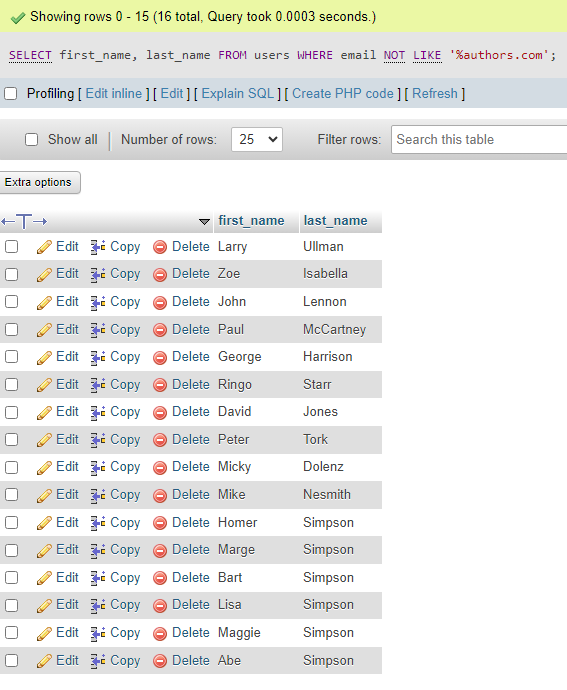 Showing rows 0 - 15 (16 total, Query took 0.0003 seconds.)
SELECT first_name, last_name FROM users WHERE email NOT LIKE '%authors.com';
Profiling [ Edit inline ] [ Edit ] [ Explain SQL ] [ Create PHP code ] [ Refresh ]
Show all Number of rows: 25 Filter rows: Search this table
Extra options
first_name last_name
Edit Copy Delete Larry Ullman
Edit Copy Delete Zoe Isabella
Edit Copy Delete John Lennon
Edit Copy Delete Paul McCartney
Edit Copy Delete George Harrison
Edit Copy Delete Ringo Starr
Edit Copy Delete David Jones
Edit Copy Delete Peter Tork
Edit Copy Delete Micky Dolenz
Edit Copy Delete Mike Nesmith
Edit Copy Delete Homer Simpson
Edit Copy Delete Marge Simpson
Edit Copy Delete Bart Simpson
Edit Copy Delete Lisa Simpson
Edit Copy Delete Maggie Simpson
Edit Copy Delete Abe Simpson